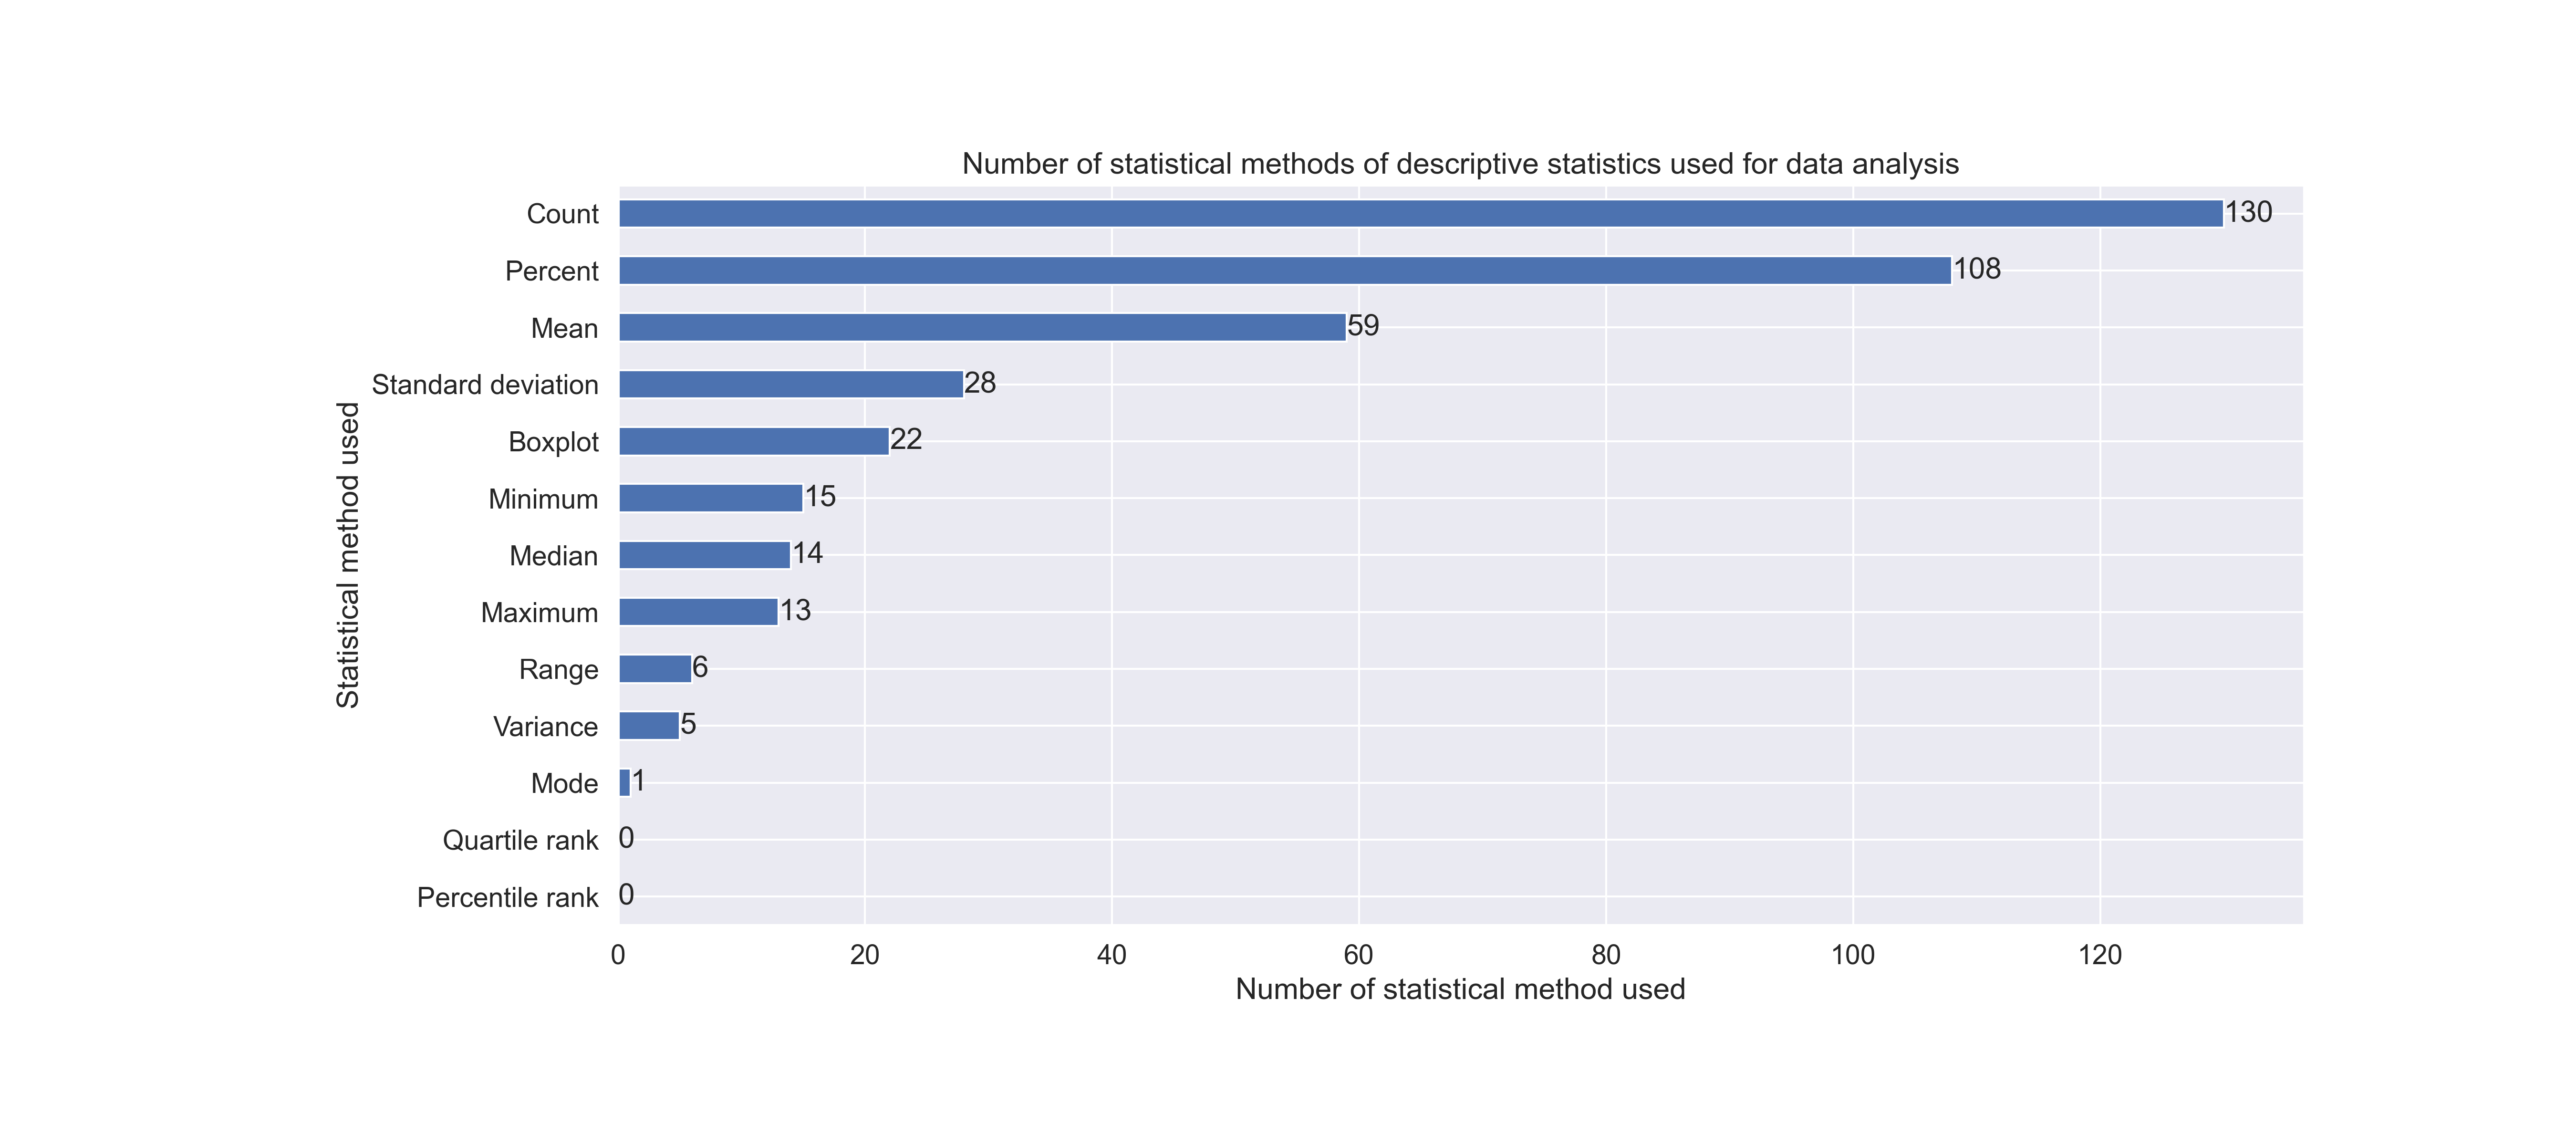 Number of statistical methods of descriptive statistics used for data analysis
Statistical method used
Count 130
Percent 108
Mean 59
Standard deviation 28
Boxplot 22
Minimum 15
Median 14
Maximum 13
Range 6
Variance 5
Mode 1
Quartile rank 0
Percentile rank 0
0 20 40 60 80 100 120
Number of statistical method used